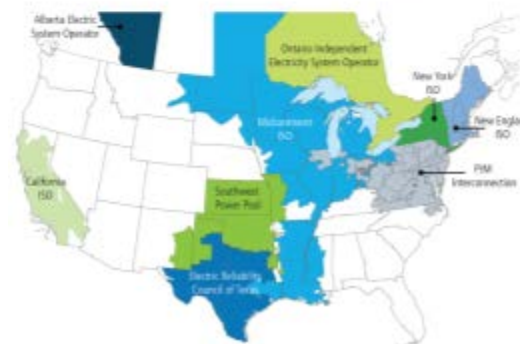 Alberta Electric
System Operator
Ontario Independent
Electricity System Operator
New York
ISO
Midcontinent
ISO
New England
ISO
California
ISO
Southwest
Power Pool
PJM
Interconnection
Electric Reliability
Council of Texas